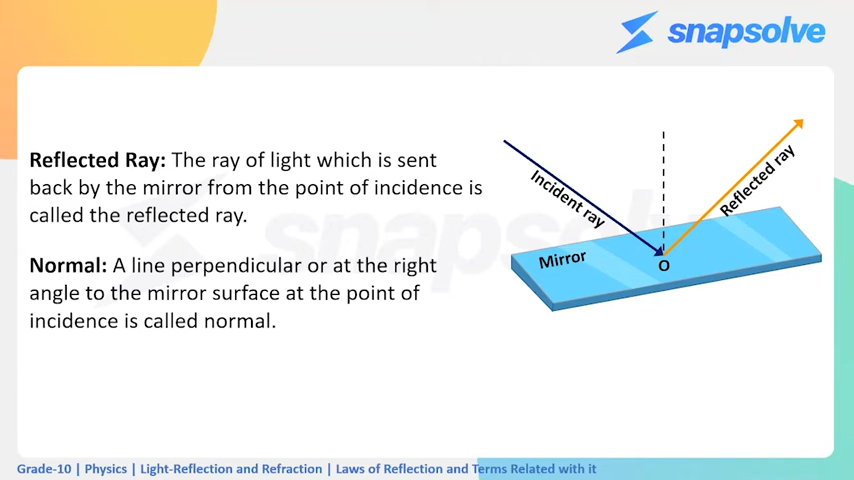 snapsolve
Reflected Ray: The ray of light which is sent
back by the mirror from the point of incidence is
called the reflected ray.
Normal: A line perpendicular or at the right
angle to the mirror surface at the point of
incidence is called normal.
Incident ray
Reflected ray
Mirror
O
snapsolve
Grade-10 | Physics | Light-Reflection and Refraction | Laws of Reflection and Terms Related with it